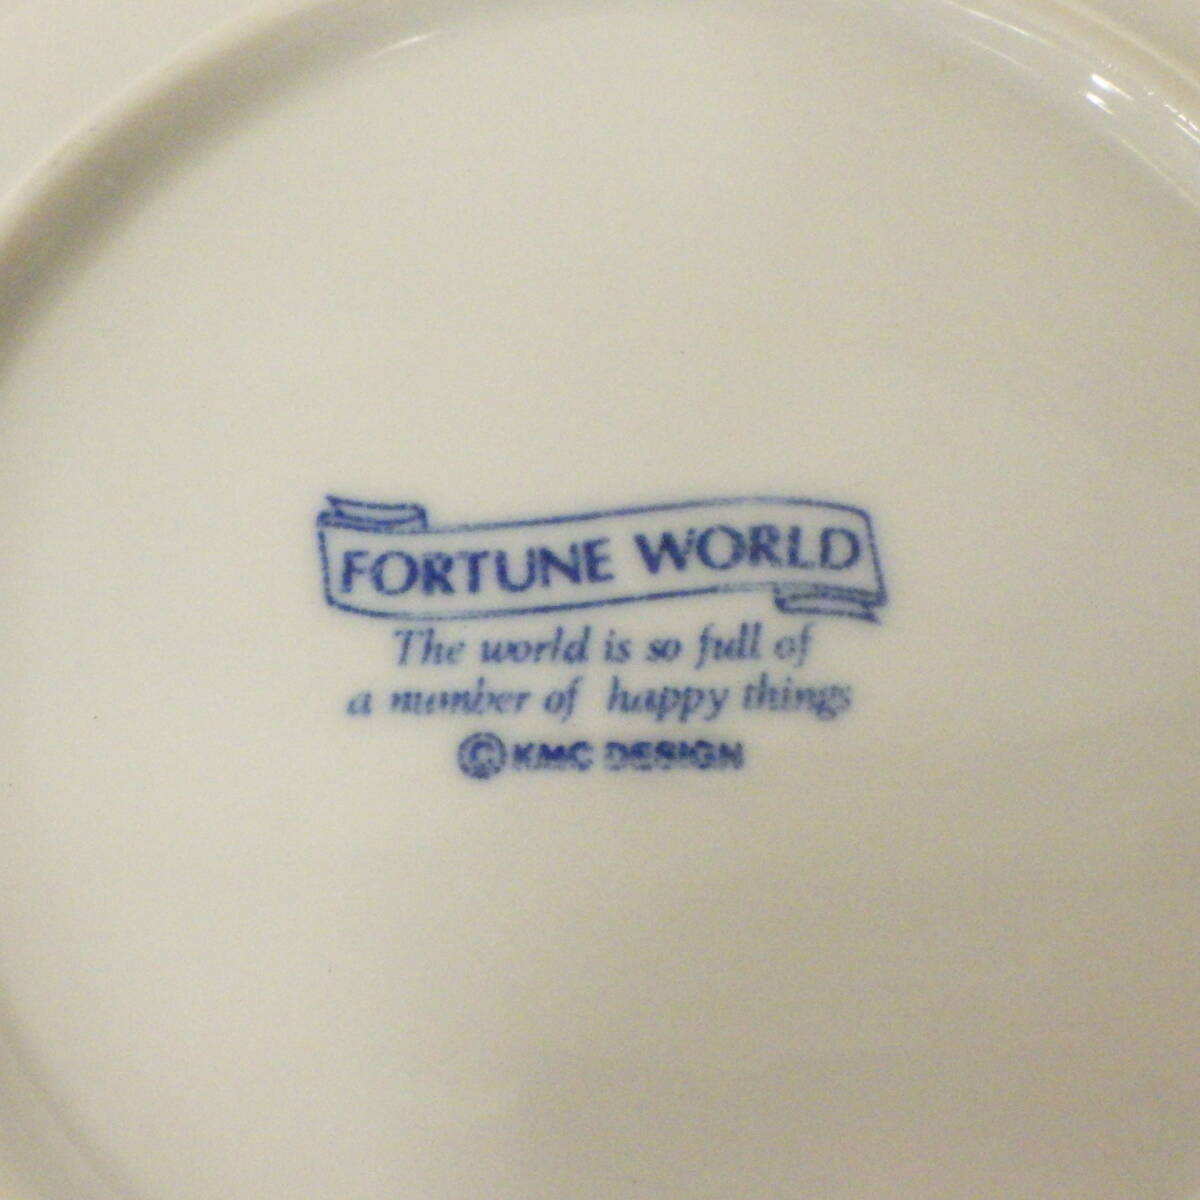 FORTUNE WORLD
The world is so full of
a number of happy things
© KMC DESIGN